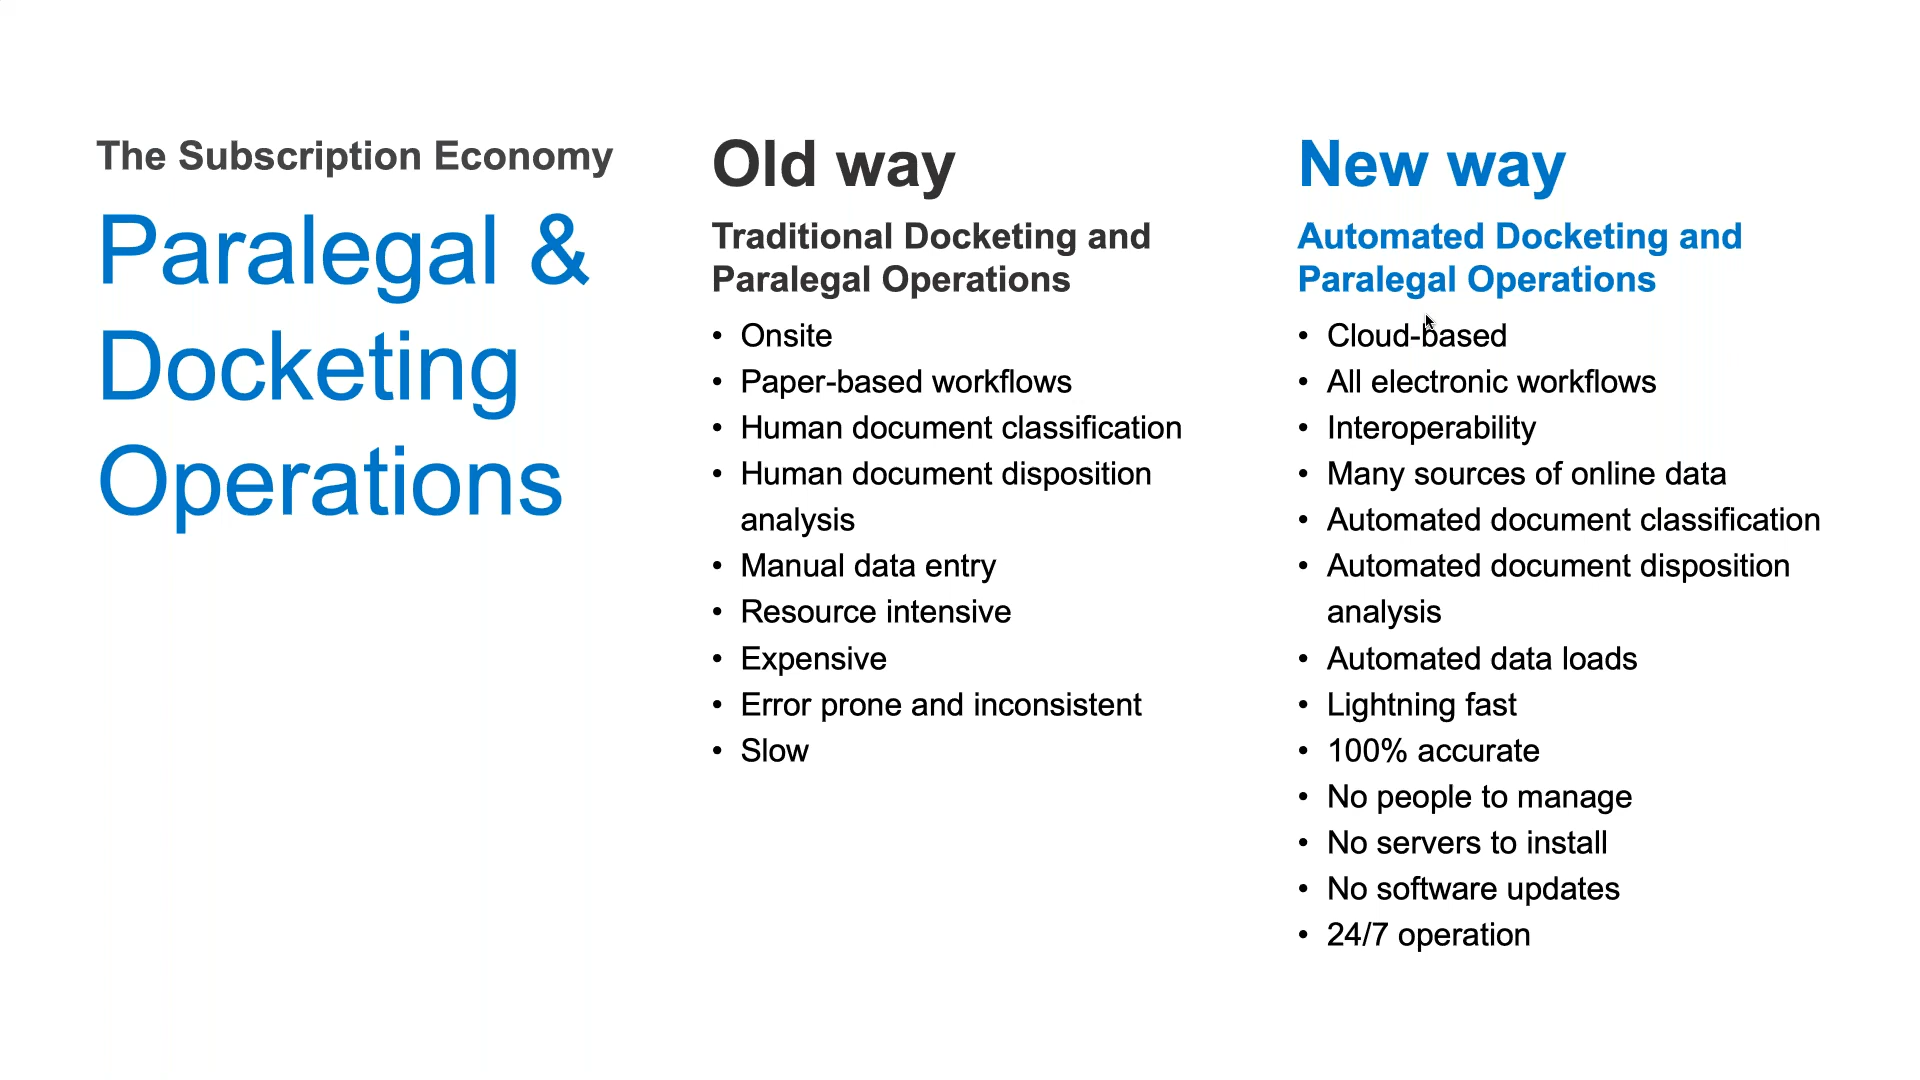 The Subscription Economy
Paralegal &
Docketing
Operations
Old way
Traditional Docketing and
Paralegal Operations
• Onsite
• Paper-based workflows
• Human document classification
• Human document disposition
analysis
• Manual data entry
• Resource intensive
• Expensive
• Error prone and inconsistent
• Slow
New way
Automated Docketing and
Paralegal Operations
• Cloud-based
• All electronic workflows
• Interoperability
• Many sources of online data
• Automated document classification
• Automated document disposition
analysis
• Automated data loads
• Lightning fast
• 100% accurate
• No people to manage
• No servers to install
• No software updates
• 24/7 operation